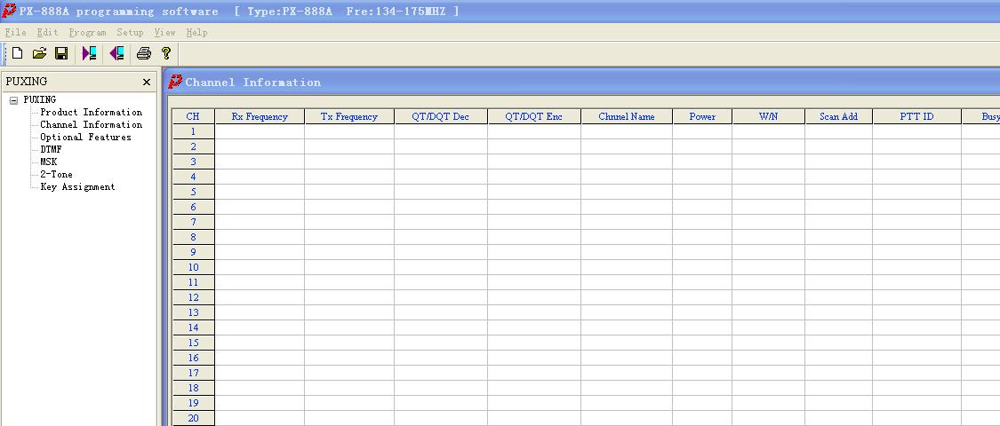 PX-888A programming software [ Type:PX-888A Fre:134-175MHZ ]
File Edit Program Setup View Help
PUXING
PUXING
Product Information
Channel Information
Optional Features
DTMF
MSK
2-Tone
Key Assignment
Channel Information
CH Rx Frequency Tx Frequency QT/DQT Dec QT/DQT Enc Chnnel Name Power W/N Scan Add PTT ID Busy
1
2
3
4
5
6
7
8
9
10
11
12
13
14
15
16
17
18
19
20